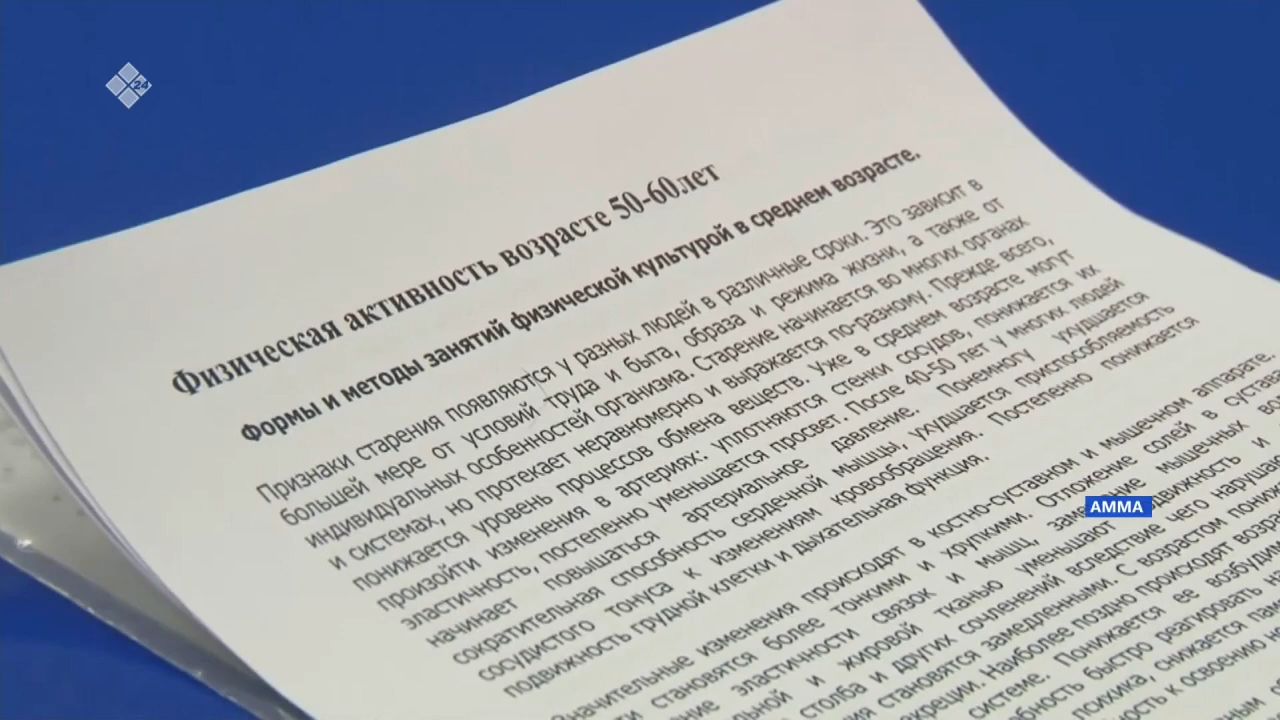 24
Физическая активность возрасте 50-60лет
Формы и методы занятий физической культурой в среднем возрасте.
Признаки старения появляются у разных людей в различные сроки. Это зависит в
большей мере от условий труда и быта, образа и режима жизни, а также от
индивидуальных особенностей организма. Старение начинается во многих органах
и системах, но протекает неравномерно и выражается по-разному. Прежде всего,
понижается уровень процессов обмена веществ. Уже в среднем возрасте могут
произойти изменения в артериях: уплотняются стенки сосудов, понижается их
эластичность, постепенно уменьшается просвет. После 40-50 лет у многих людей
начинает повышаться артериальное давление. Понемногу ухудшается
сократительная способность сердечной мышцы, ухудшается приспособляемость
сосудистого тонуса к изменениям кровообращения. Постепенно понижается
подвижность грудной клетки и дыхательная функция.
изменения происходят в костно-суставном и мышечном аппарате.
становятся более тонкими и хрупкими. Отложение солей в
эластичности связок и мышц, мышечных
и жировой тканью уменьшают подвижность и
столба и других сочленений вследствие чего
становятся замедленными. С возрастом
Наиболее поздно происходят
системе. Понижается ее
быстро реагировать
психика, снижается
к освоению
АММА